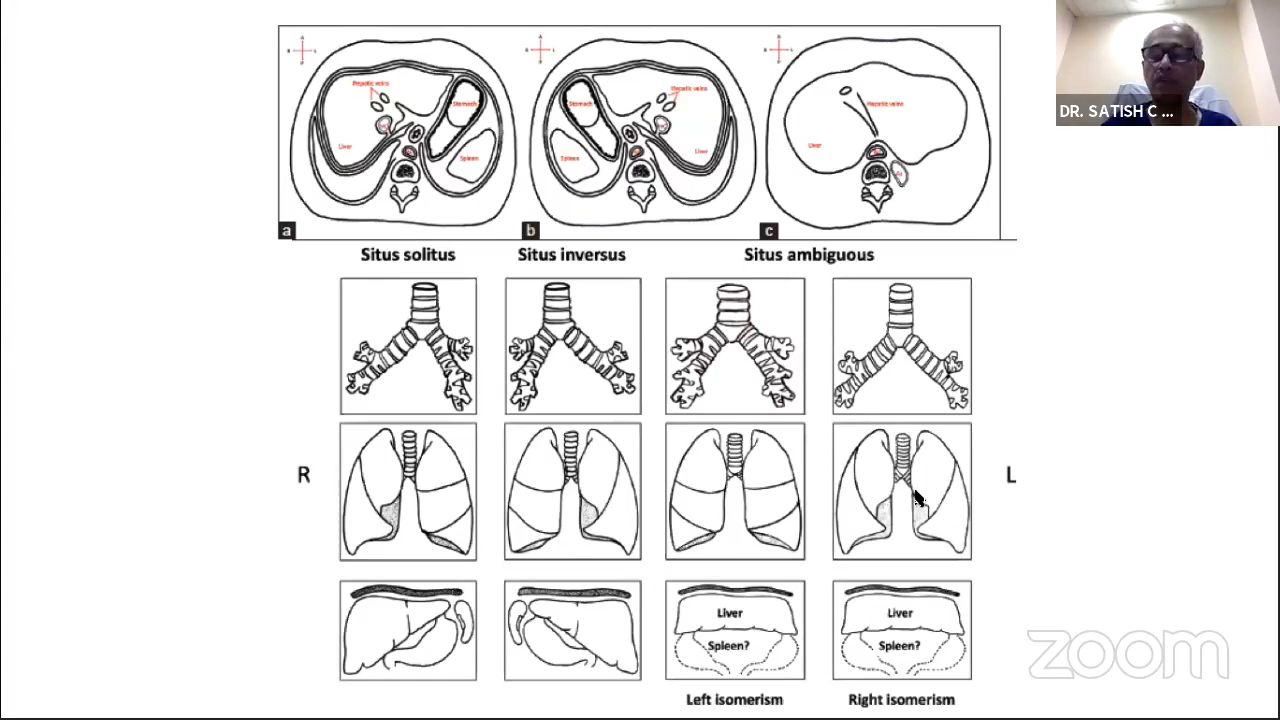 DR. SATISH C ...
A
R
L
P
Hepatic veins
Stomach
Liver
Spleen
A
L
Hepatic veins
Stomach
Spleen
Liver
A
L
P
Hepatic veins
Liver
a
b
c
Situs solitus
Situs inversus
Situs ambiguous
R
L
Liver
Spleen?
Liver
Spleen?
Left isomerism
Right isomerism
zoom